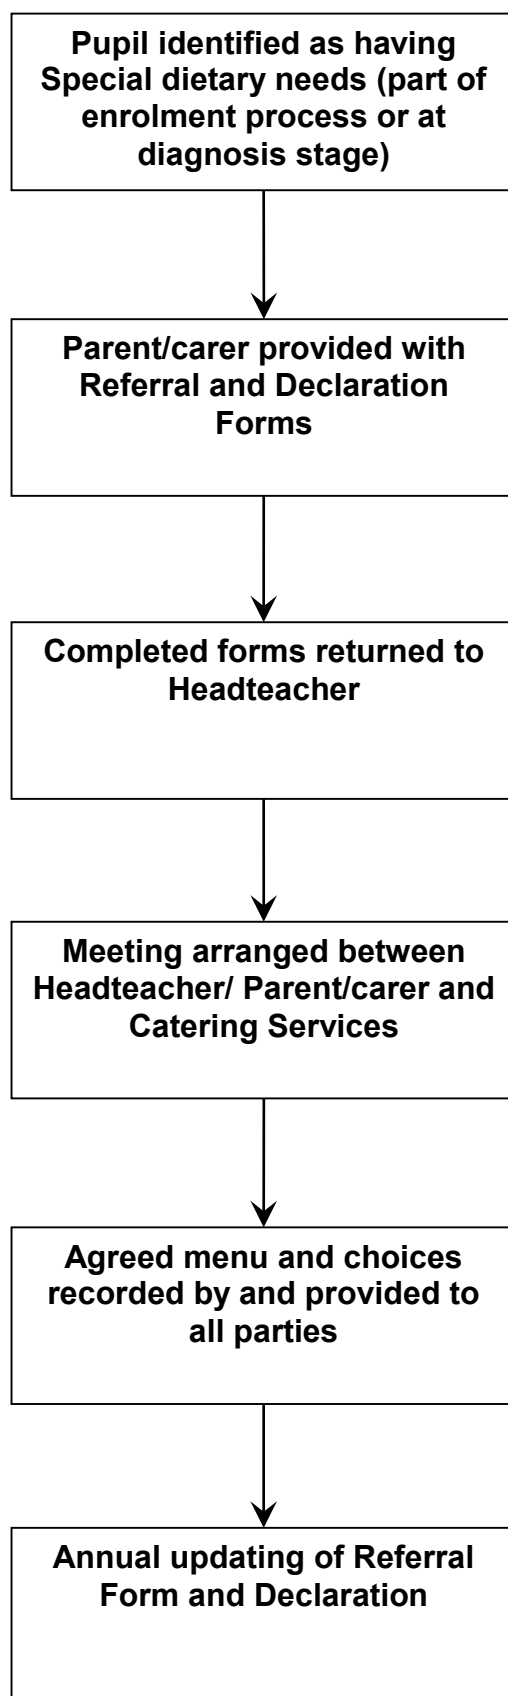 Pupil identified as having
Special dietary needs (part of
enrolment process or at
diagnosis stage)
Parent/carer provided with
Referral and Declaration
Forms
Completed forms returned to
Headteacher
Meeting arranged between
Headteacher/ Parent/carer and
Catering Services
Agreed menu and choices
recorded by and provided to
all parties
Annual updating of Referral
Form and Declaration